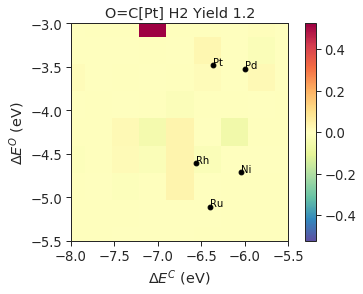 O=C[Pt] H2 Yield 1.2
−3.0
−3.5
−4.0
−4.5
−5.0
−5.5
ΔE^O (eV)
Pt
Pd
Rh
Ni
Ru
−8.0 −7.5 −7.0 −6.5 −6.0 −5.5
ΔE^C (eV)
0.4
0.2
0.0
−0.2
−0.4